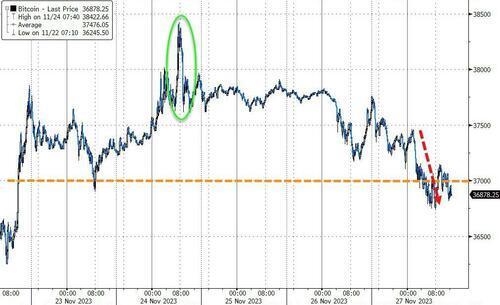 Bitcoin - Last Price 36878.25
High on 11/24 07:40 38422.66
Average 37476.05
Low on 11/22 07:10 36245.50
38500
38000
37500
37000
36878.25
36500
36000
08:00 00:00 08:00 00:00 08:00 00:00 08:00 00:00 08:00 00:00 08:00
23 Nov 2023 24 Nov 2023 25 Nov 2023 26 Nov 2023 27 Nov 2023